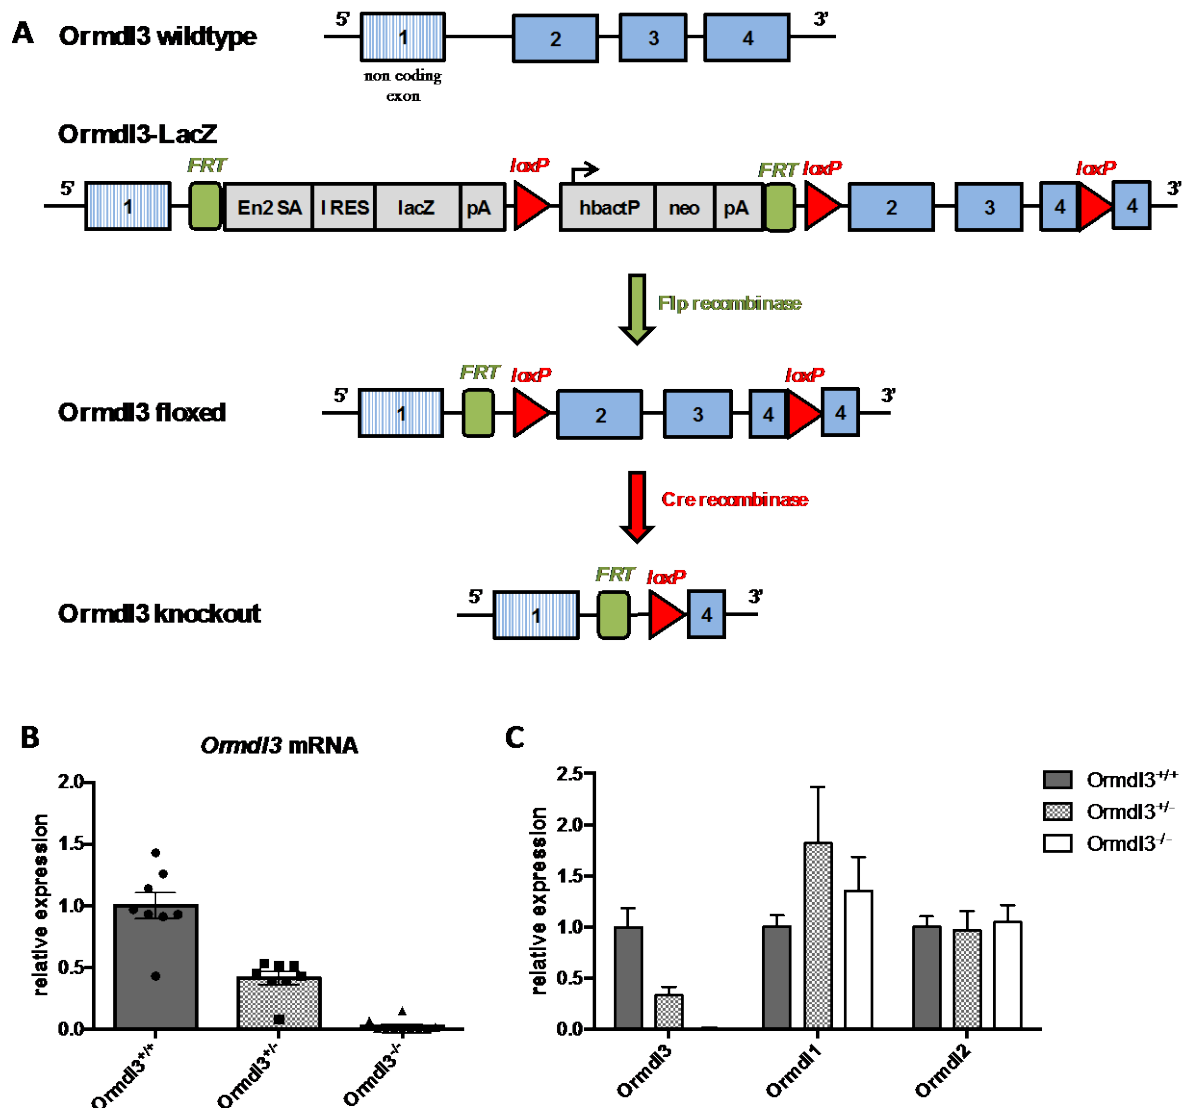 A
Ormdl3 wildtype
5' 3'
1 2 3 4
non coding
exon
Ormdl3-LacZ
FRT loxP FRT loxP loxP
5' 3'
1 En2 SA IRES lacZ pA hbactP neo pA 2 3 4 4
Flp recombinase
FRT loxP loxP
5' 3'
Ormdl3 floxed
1 2 3 4 4
Cre recombinase
FRT loxP
5' 3'
Ormdl3 knockout
1 4
B
Ormdl3 mRNA
relative expression
2.0
1.5
1.0
0.5
0.0
Ormdl3+/+
Ormdl3+/-
Ormdl3-/-
C
relative expression
2.5
2.0
1.5
1.0
0.5
0.0
Ormdl3
Ormdl1
Ormdl2
Ormdl3+/+
Ormdl3+/-
Ormdl3-/-